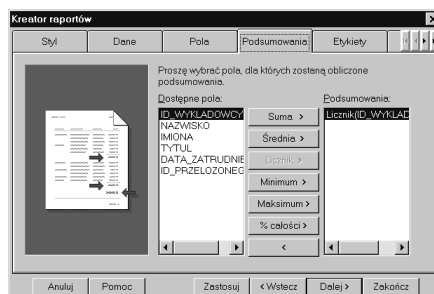 Kreator raportów
Styl
Dane
Pola
Podsumowania
Etykiety
Proszę wybrać pola, dla których zostaną obliczone
podsumowania.
Dostępne pola:
Podsumowania:
ID_WYKLADOWCY
NAZWISKO
IMIONA
TYTUL
DATA_ZATRUDNIE
ID_PRZELOZONEG
Suma >
Średnia >
Licznik >
Minimum >
Maksimum >
% całości >
<
Licznik(ID_WYKLAD
Anuluj
Pomoc
Zastosuj
< Wstecz
Dalej >
Zakończ